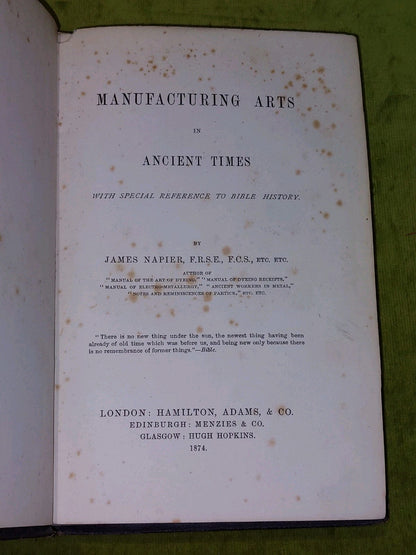 MANUFACTURING ARTS
IN
ANCIENT TIMES
WITH SPECIAL REFERENCE TO BIBLE HISTORY.
BY
JAMES NAPIER, F.R.S.E., F.C.S., ETC. ETC.
AUTHOR OF
"MANUAL OF THE ART OF DYEING," "MANUAL OF DYEING RECEIPTS,"
"MANUAL OF ELECTRO-METALLURGY," "ANCIENT WORKERS IN METAL,"
"NOTES AND REMINISCENCES OF PARTICK," ETC. ETC.
"There is no new thing under the sun, the newest thing having been
already of old time which was before us, and being new only because there
is no remembrance of former things."—Bible.
LONDON: HAMILTON, ADAMS, & CO.
EDINBURGH: MENZIES & CO.
GLASGOW: HUGH HOPKINS.
1874.